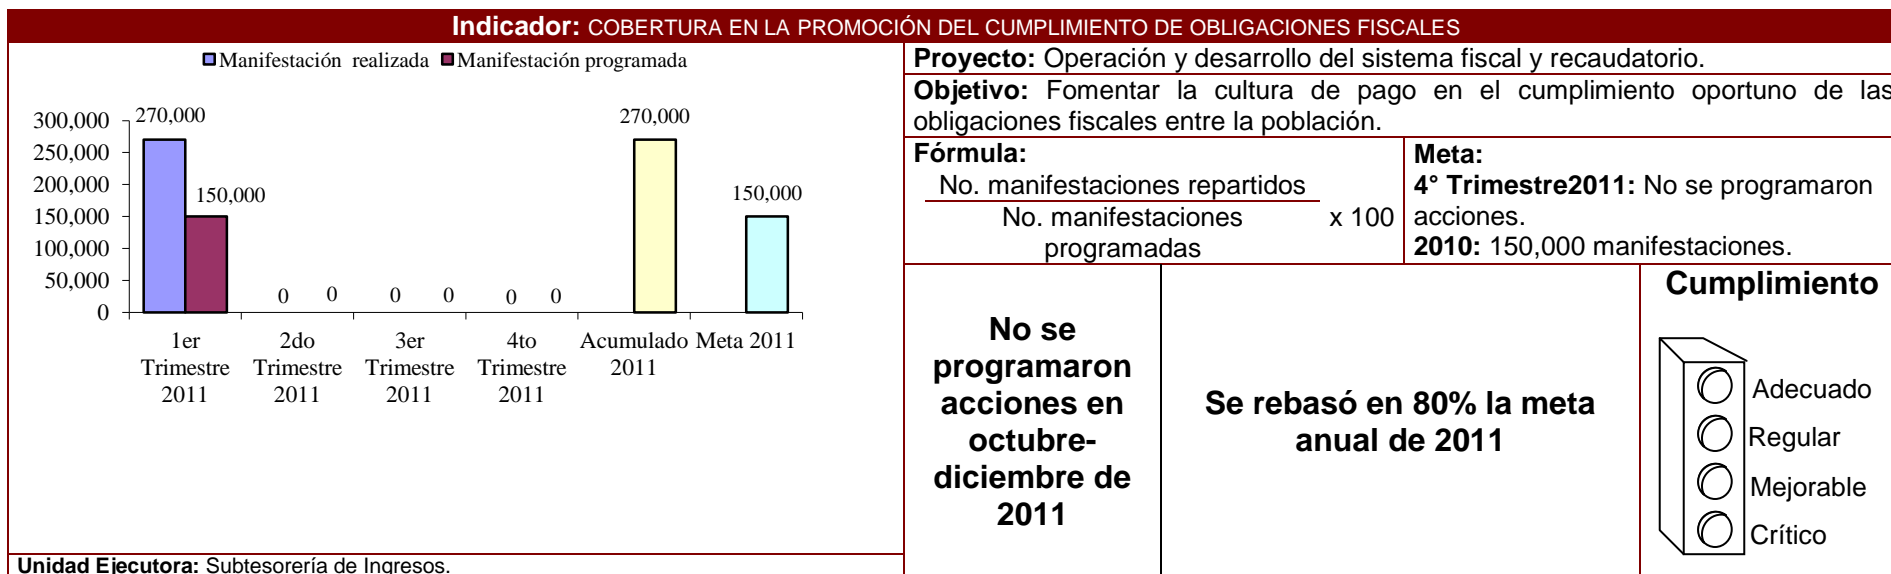 Indicador: COBERTURA EN LA PROMOCIÓN DEL CUMPLIMIENTO DE OBLIGACIONES FISCALES
Manifestación realizada Manifestación programada
300,000
250,000
200,000
150,000
100,000
50,000
0
270,000
150,000
0 0
0 0
0 0
270,000
150,000
1er
Trimestre
2011
2do
Trimestre
2011
3er
Trimestre
2011
4to
Trimestre
2011
Acumulado
2011
Meta 2011
Unidad Ejecutora: Subtesorería de Ingresos.
Proyecto: Operación y desarrollo del sistema fiscal y recaudatorio.
Objetivo: Fomentar la cultura de pago en el cumplimiento oportuno de las
obligaciones fiscales entre la población.
Fórmula:
No. manifestaciones repartidos
No. manifestaciones x 100
programadas
Meta:
4° Trimestre2011: No se programaron
acciones.
2010: 150,000 manifestaciones.
No se
programaron
acciones en
octubre-
diciembre de
2011
Se rebasó en 80% la meta
anual de 2011
Cumplimiento
Adecuado
Regular
Mejorable
Crítico